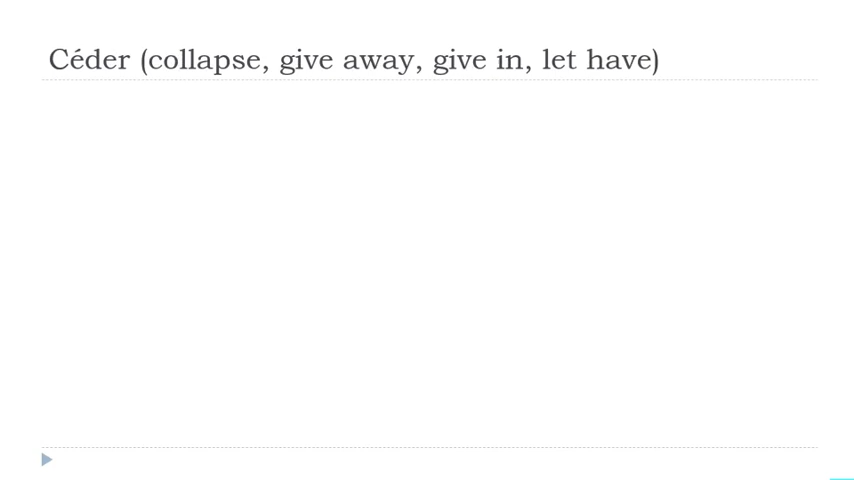 Céder (collapse, give away, give in, let have)